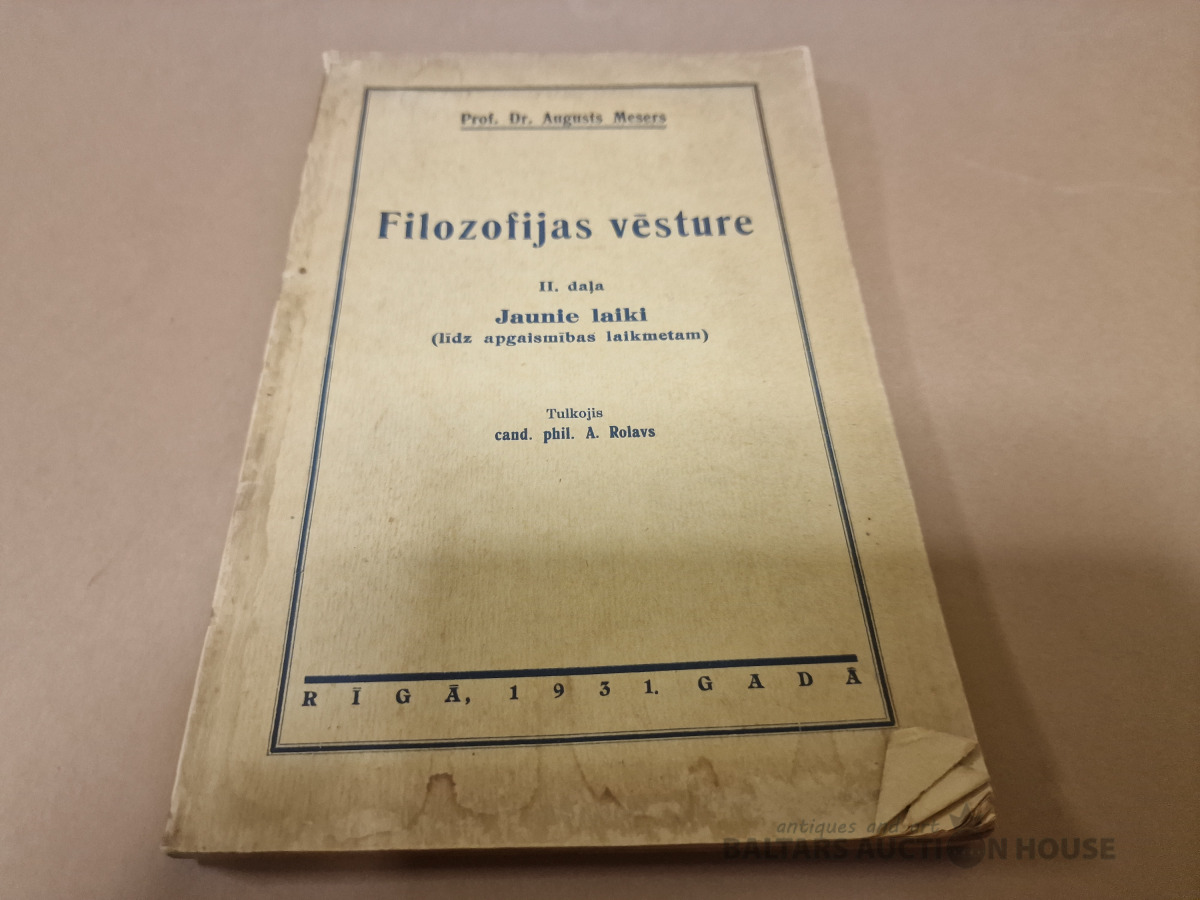 Prof. Dr. Augusts Mesers
Filozofijas vēsture
II. daļa
Jaunie laiki
(līdz apgaismības laikmetam)
Tulkojis
cand. phil. A. Rolavs
RĪGĀ, 1931. GADĀ
antiques and art
BALTARS AUCTION HOUSE